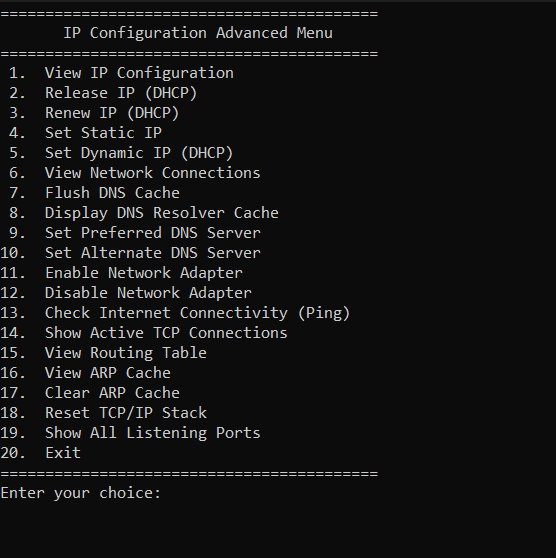 ==========================================
       IP Configuration Advanced Menu
==========================================
 1.  View IP Configuration
 2.  Release IP (DHCP)
 3.  Renew IP (DHCP)
 4.  Set Static IP
 5.  Set Dynamic IP (DHCP)
 6.  View Network Connections
 7.  Flush DNS Cache
 8.  Display DNS Resolver Cache
 9.  Set Preferred DNS Server
10.  Set Alternate DNS Server
11.  Enable Network Adapter
12.  Disable Network Adapter
13.  Check Internet Connectivity (Ping)
14.  Show Active TCP Connections
15.  View Routing Table
16.  View ARP Cache
17.  Clear ARP Cache
18.  Reset TCP/IP Stack
19.  Show All Listening Ports
20.  Exit
==========================================
Enter your choice: